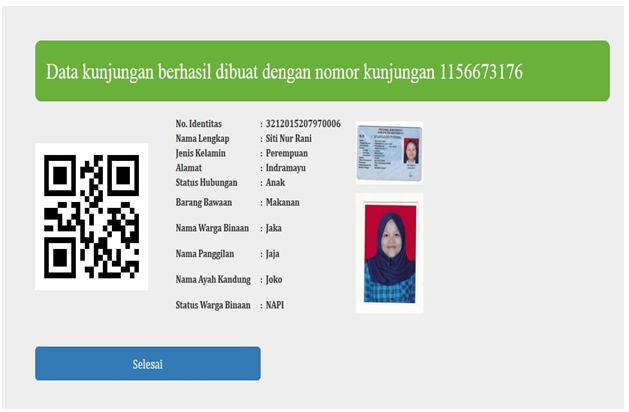 Data kunjungan berhasil dibuat dengan nomor kunjungan 1156673176
No. Identitas : 3212015207970006
Nama Lengkap : Siti Nur Rani
Jenis Kelamin : Perempuan
Alamat : Indramayu
Status Hubungan : Anak
Barang Bawaan : Makanan
Nama Warga Binaan : Jaka
Nama Panggilan : Jaja
Nama Ayah Kandung : Joko
Status Warga Binaan : NAPI
Selesai